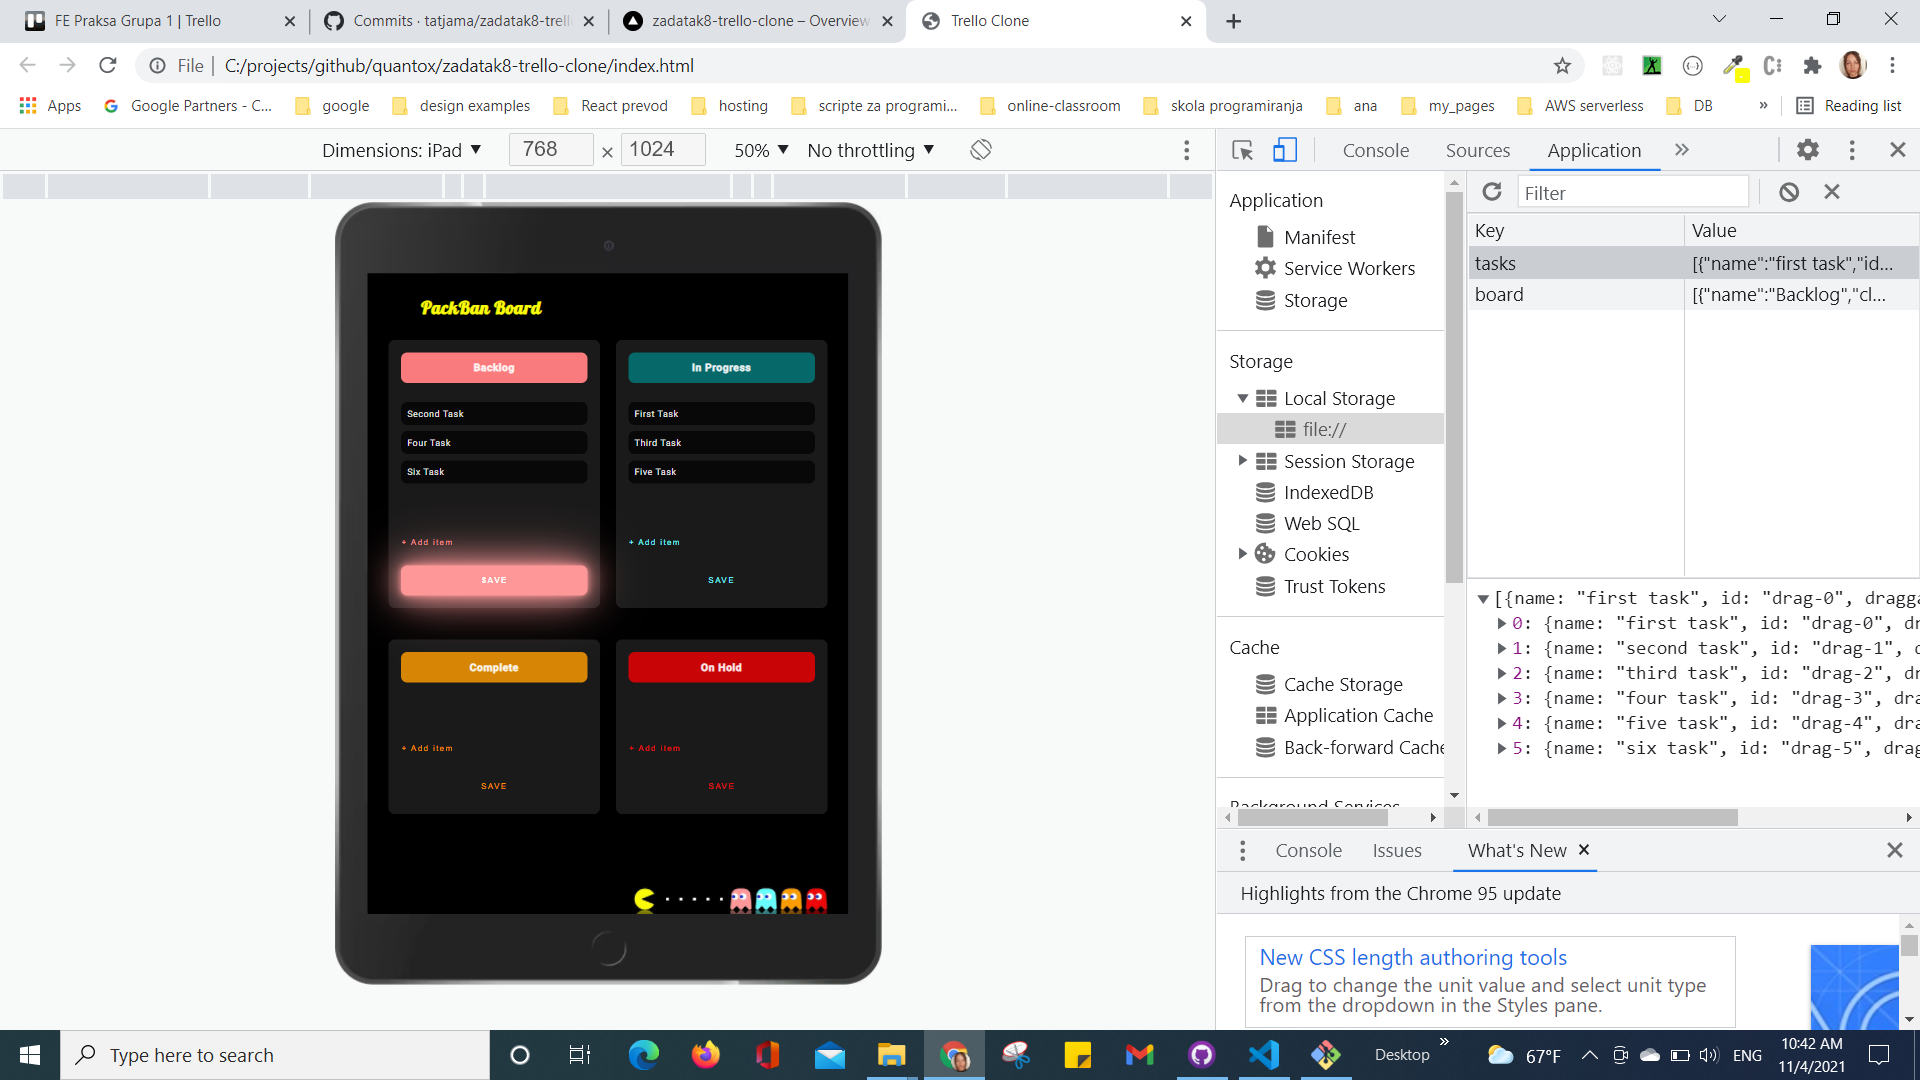 FE Praksa Grupa 1 | Trello
Commits · tatjama/zadatak8-trell
zadatak8-trello-clone – Overview
Trello Clone
File
C:/projects/github/quantox/zadatak8-trello-clone/index.html
Apps
Google Partners - C...
google
design examples
React prevod
hosting
scripte za programi...
online-classroom
skola programiranja
ana
my_pages
AWS serverless
DB
»
Reading list
Dimensions: iPad
768 × 1024
50%
No throttling
Console
Sources
Application
»
PackBan Board
Backlog
Second Task
Four Task
Six Task
+ Add item
SAVE
In Progress
First Task
Third Task
Five Task
+ Add item
SAVE
Complete
+ Add item
SAVE
On Hold
+ Add item
SAVE
Application
Manifest
Service Workers
Storage
Storage
Local Storage
file://
Session Storage
IndexedDB
Web SQL
Cookies
Trust Tokens
Cache
Cache Storage
Application Cache
Back-forward Cache
Background Services
Filter
Key Value
tasks [{"name":"first task","id...
board [{"name":"Backlog","cl...
[{name: "first task", id: "drag-0", dragga
0: {name: "first task", id: "drag-0", dr
1: {name: "second task", id: "drag-1", d
2: {name: "third task", id: "drag-2", dr
3: {name: "four task", id: "drag-3", dra
4: {name: "five task", id: "drag-4", dra
5: {name: "six task", id: "drag-5", drag
Console
Issues
What's New
Highlights from the Chrome 95 update
New CSS length authoring tools
Drag to change the unit value and select unit type
from the dropdown in the Styles pane.
Type here to search
Desktop
»
67°F
ENG
10:42 AM
11/4/2021